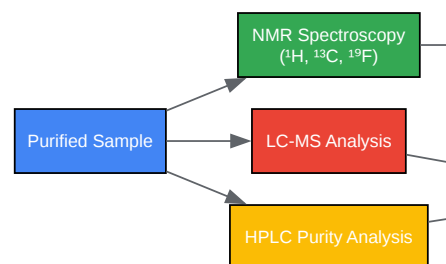 NMR Spectroscopy
(¹H, ¹³C, ¹⁹F)
Purified Sample
LC-MS Analysis
HPLC Purity Analysis